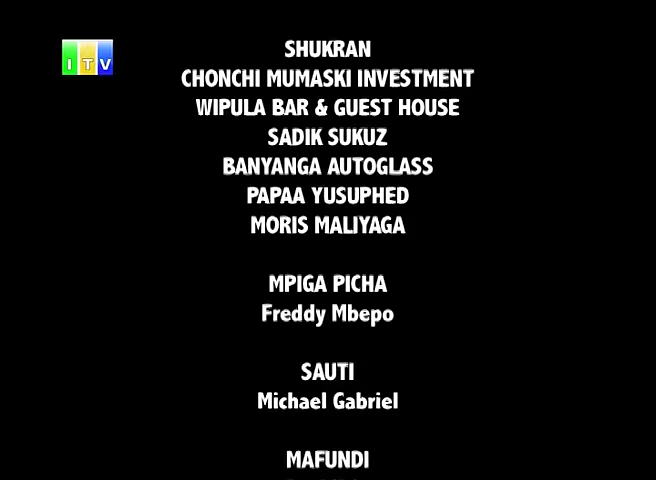 ITV
SHUKRAN
CHONCHI MUMASKI INVESTMENT
WIPULA BAR & GUEST HOUSE
SADIK SUKUZ
BANYANGA AUTOGLASS
PAPAA YUSUPHED
MORIS MALIYAGA
MPIGA PICHA
Freddy Mbepo
SAUTI
Michael Gabriel
MAFUNDI